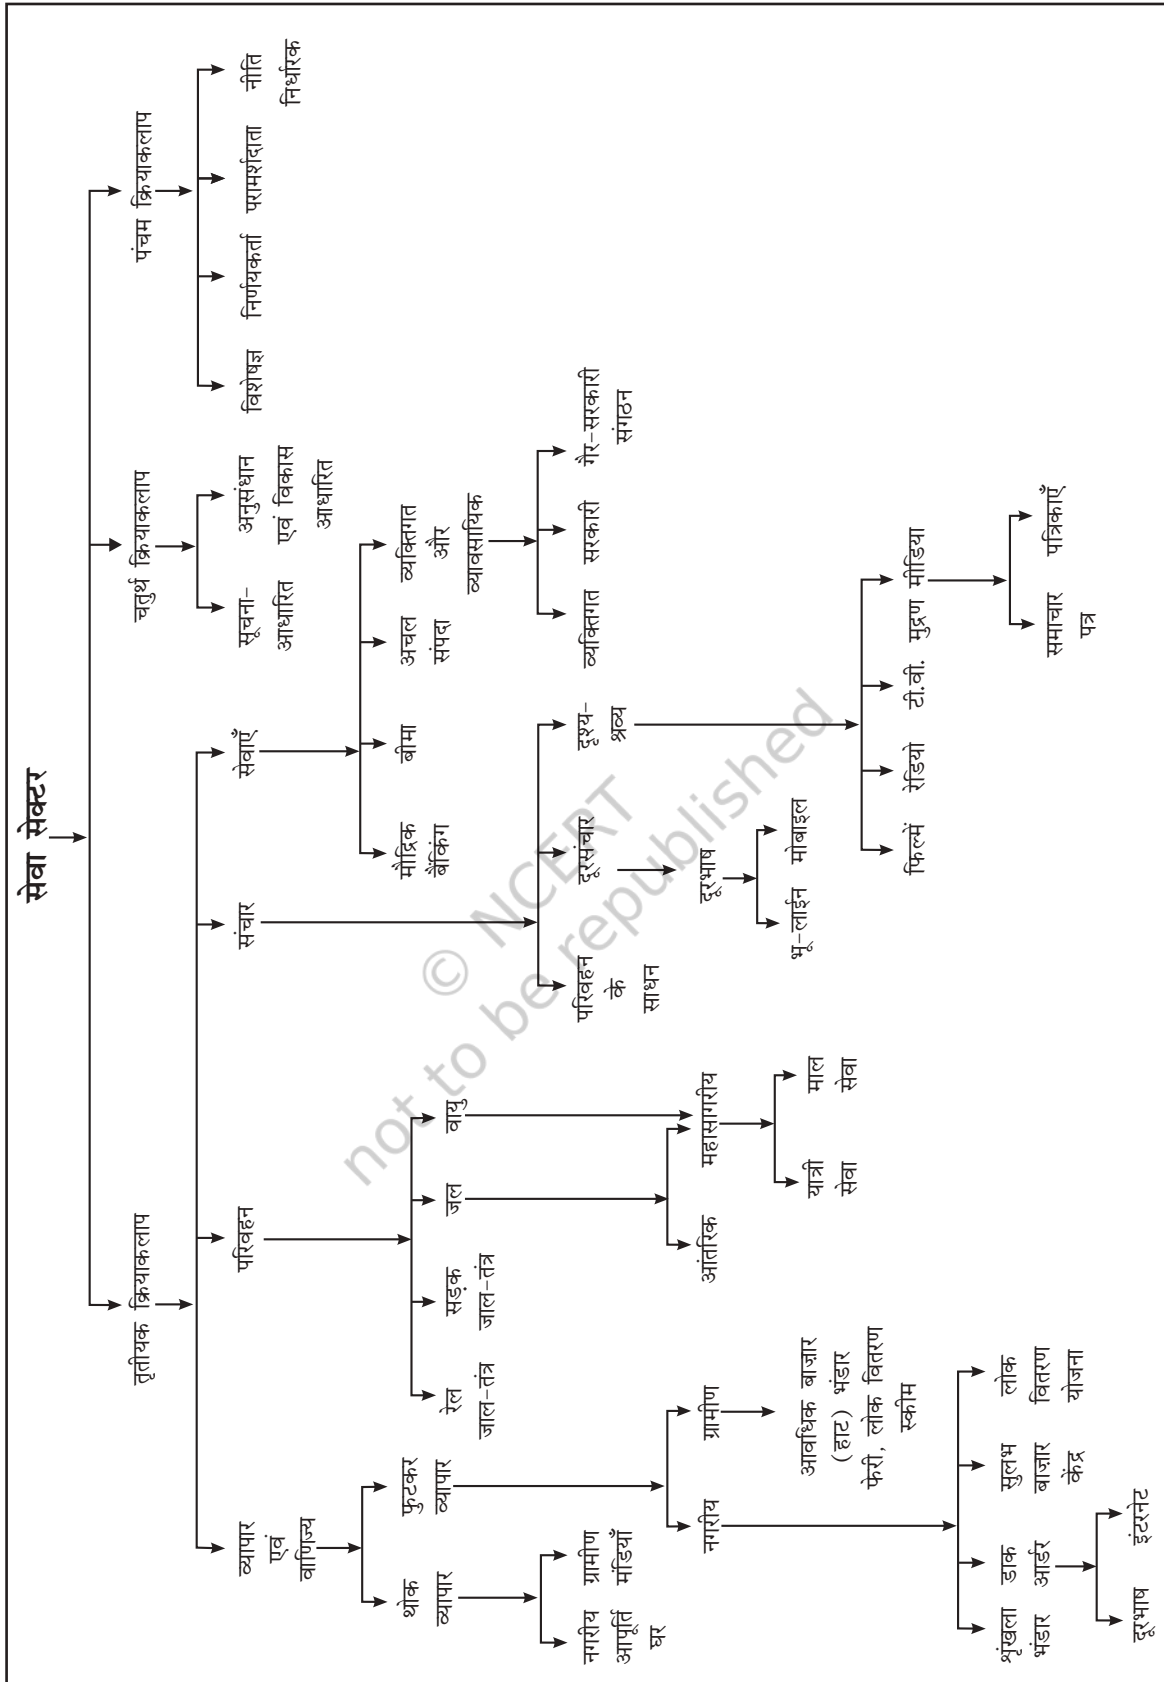 सेवा सेक्टर
तृतीयक क्रियाकलाप
चतुर्थ क्रियाकलाप
पंचम क्रियाकलाप
व्यापार
एवं
वाणिज्य
परिवहन
संचार
सेवाएँ
सूचना-
आधारित
अनुसंधान
एवं विकास
आधारित
विशेषज्ञ
निर्णयकर्ता
परामर्शदाता
नीति
निर्धारक
थोक
व्यापार
फुटकर
व्यापार
रेल
जाल-तंत्र
सड़क
जाल-तंत्र
जल
वायु
मौद्रिक
बैंकिंग
बीमा
अचल
संपदा
व्यक्तिगत
और
व्यावसायिक
नगरीय
आपूर्ति
घर
ग्रामीण
मंडियाँ
परिवहन
के
साधन
दूरसंचार
दृश्य-
श्रव्य
व्यक्तिगत
सरकारी
गैर-सरकारी
संगठन
नगरीय
ग्रामीण
आंतरिक
महासागरीय
दूरभाष
आवधिक बाज़ार
(हाट) भंडार
फेरी, लोक वितरण
स्कीम
यात्री
सेवा
माल
सेवा
भू-लाईन
मोबाइल
फिल्में
रेडियो
टी.वी.
मुद्रण मीडिया
शृंखला
भंडार
डाक
आर्डर
सुलभ
बाज़ार
केंद्र
लोक
वितरण
योजना
समाचार
पत्र
पत्रिकाएँ
दूरभाष
इंटरनेट
© NCERT
not to be republished